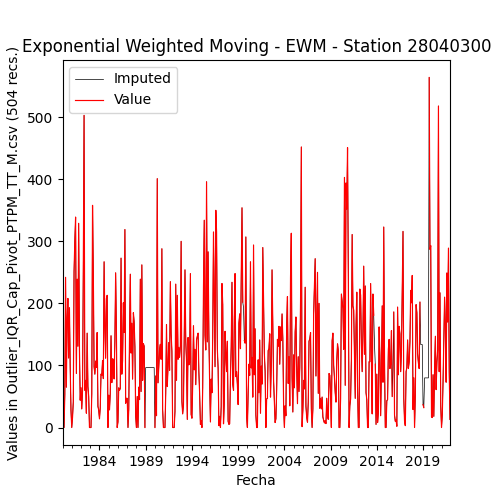 Exponential Weighted Moving - EWM - Station 28040300
Values in Outlier_IQR_Cap_Pivot_PTPM_TT_M.csv (504 recs.)
Imputed
Value
500
400
300
200
100
0
1984 1989 1994 1999 2004 2009 2014 2019
Fecha